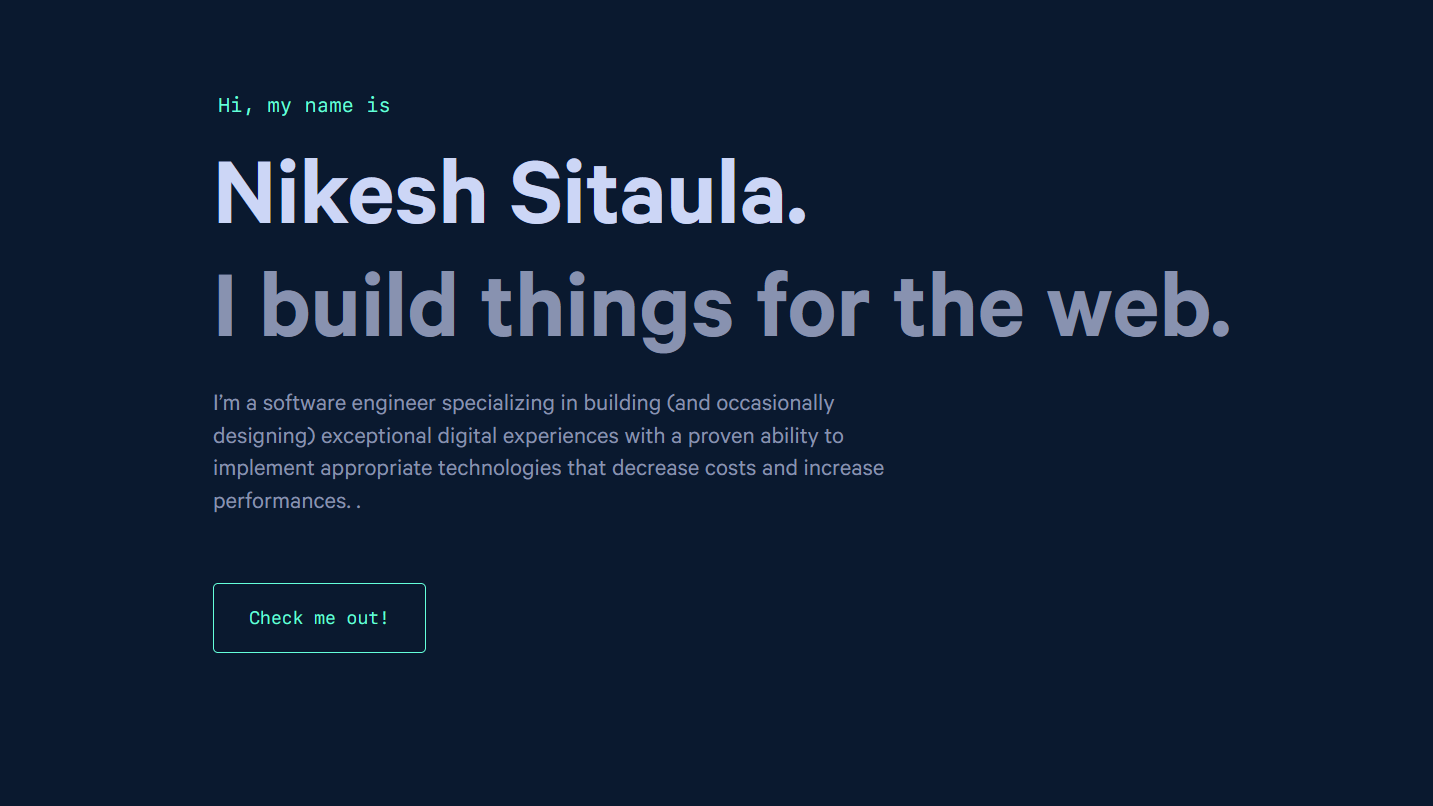 Hi, my name is
Nikesh Sitaula.
I build things for the web.
I’m a software engineer specializing in building (and occasionally
designing) exceptional digital experiences with a proven ability to
implement appropriate technologies that decrease costs and increase
performances. .
Check me out!